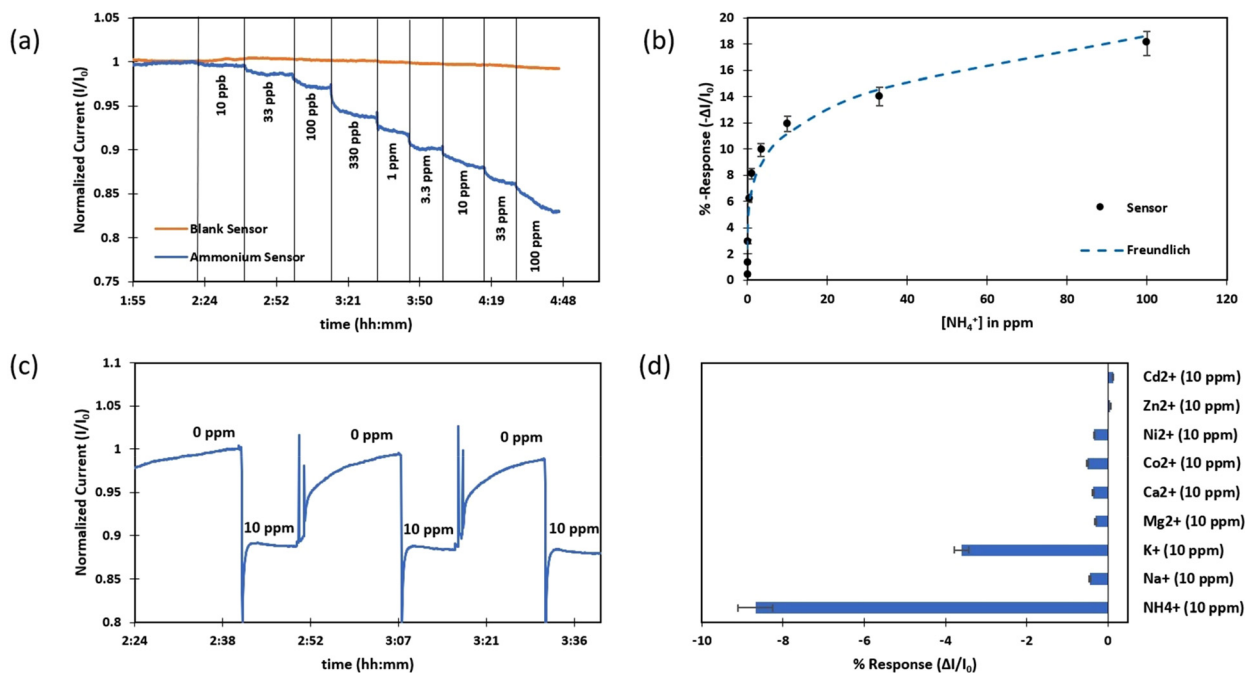 (a)
Normalized Current (I/I₀)
1.05
1
0.95
0.9
0.85
0.8
0.75
10 ppb
33 ppb
100 ppb
330 ppb
1 ppm
3.3 ppm
10 ppm
33 ppm
100 ppm
Blank Sensor
Ammonium Sensor
1:55 2:24 2:52 3:21 3:50 4:19 4:48
time (hh:mm)
(b)
% -Response (-ΔI/I₀)
20
18
16
14
12
10
8
6
4
2
0
Sensor
Freundlich
0 20 40 60 80 100 120
[NH₄⁺] in ppm
(c)
Normalized Current (I/I₀)
1.1
1.05
1
0.95
0.9
0.85
0.8
0 ppm 0 ppm 0 ppm
10 ppm 10 ppm 10 ppm
2:24 2:38 2:52 3:07 3:21 3:36
time (hh:mm)
(d)
Cd2+ (10 ppm)
Zn2+ (10 ppm)
Ni2+ (10 ppm)
Co2+ (10 ppm)
Ca2+ (10 ppm)
Mg2+ (10 ppm)
K+ (10 ppm)
Na+ (10 ppm)
NH4+ (10 ppm)
-10 -8 -6 -4 -2 0
% Response (ΔI/I₀)